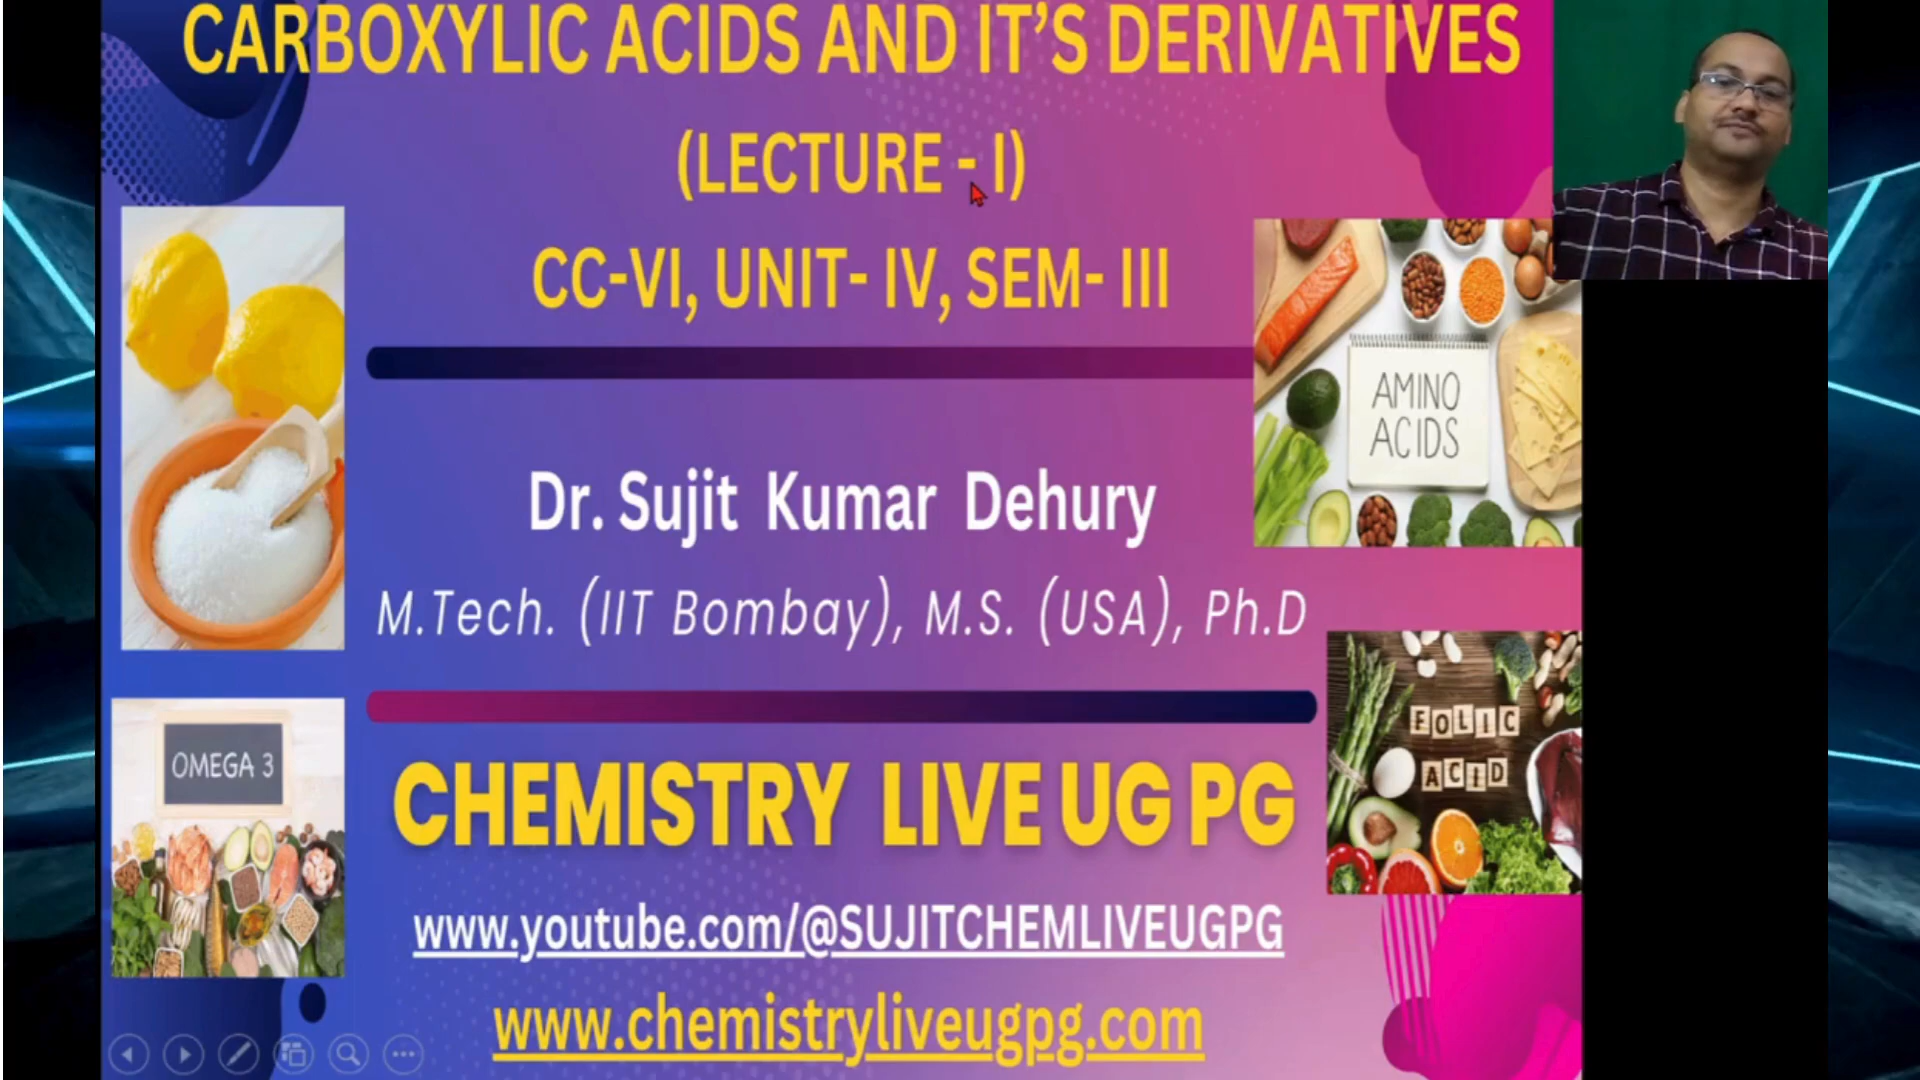 CARBOXYLIC ACIDS AND IT'S DERIVATIVES
(LECTURE - I)
CC-VI, UNIT- IV, SEM- III
AMINO
ACIDS
Dr. Sujit Kumar Dehury
M.Tech. (IIT Bombay), M.S. (USA), Ph.D
FOLIC
ACID
OMEGA 3
CHEMISTRY LIVE UG PG
www.youtube.com/@SUJITCHEMLIVEUGPG
www.chemistryliveugpg.com